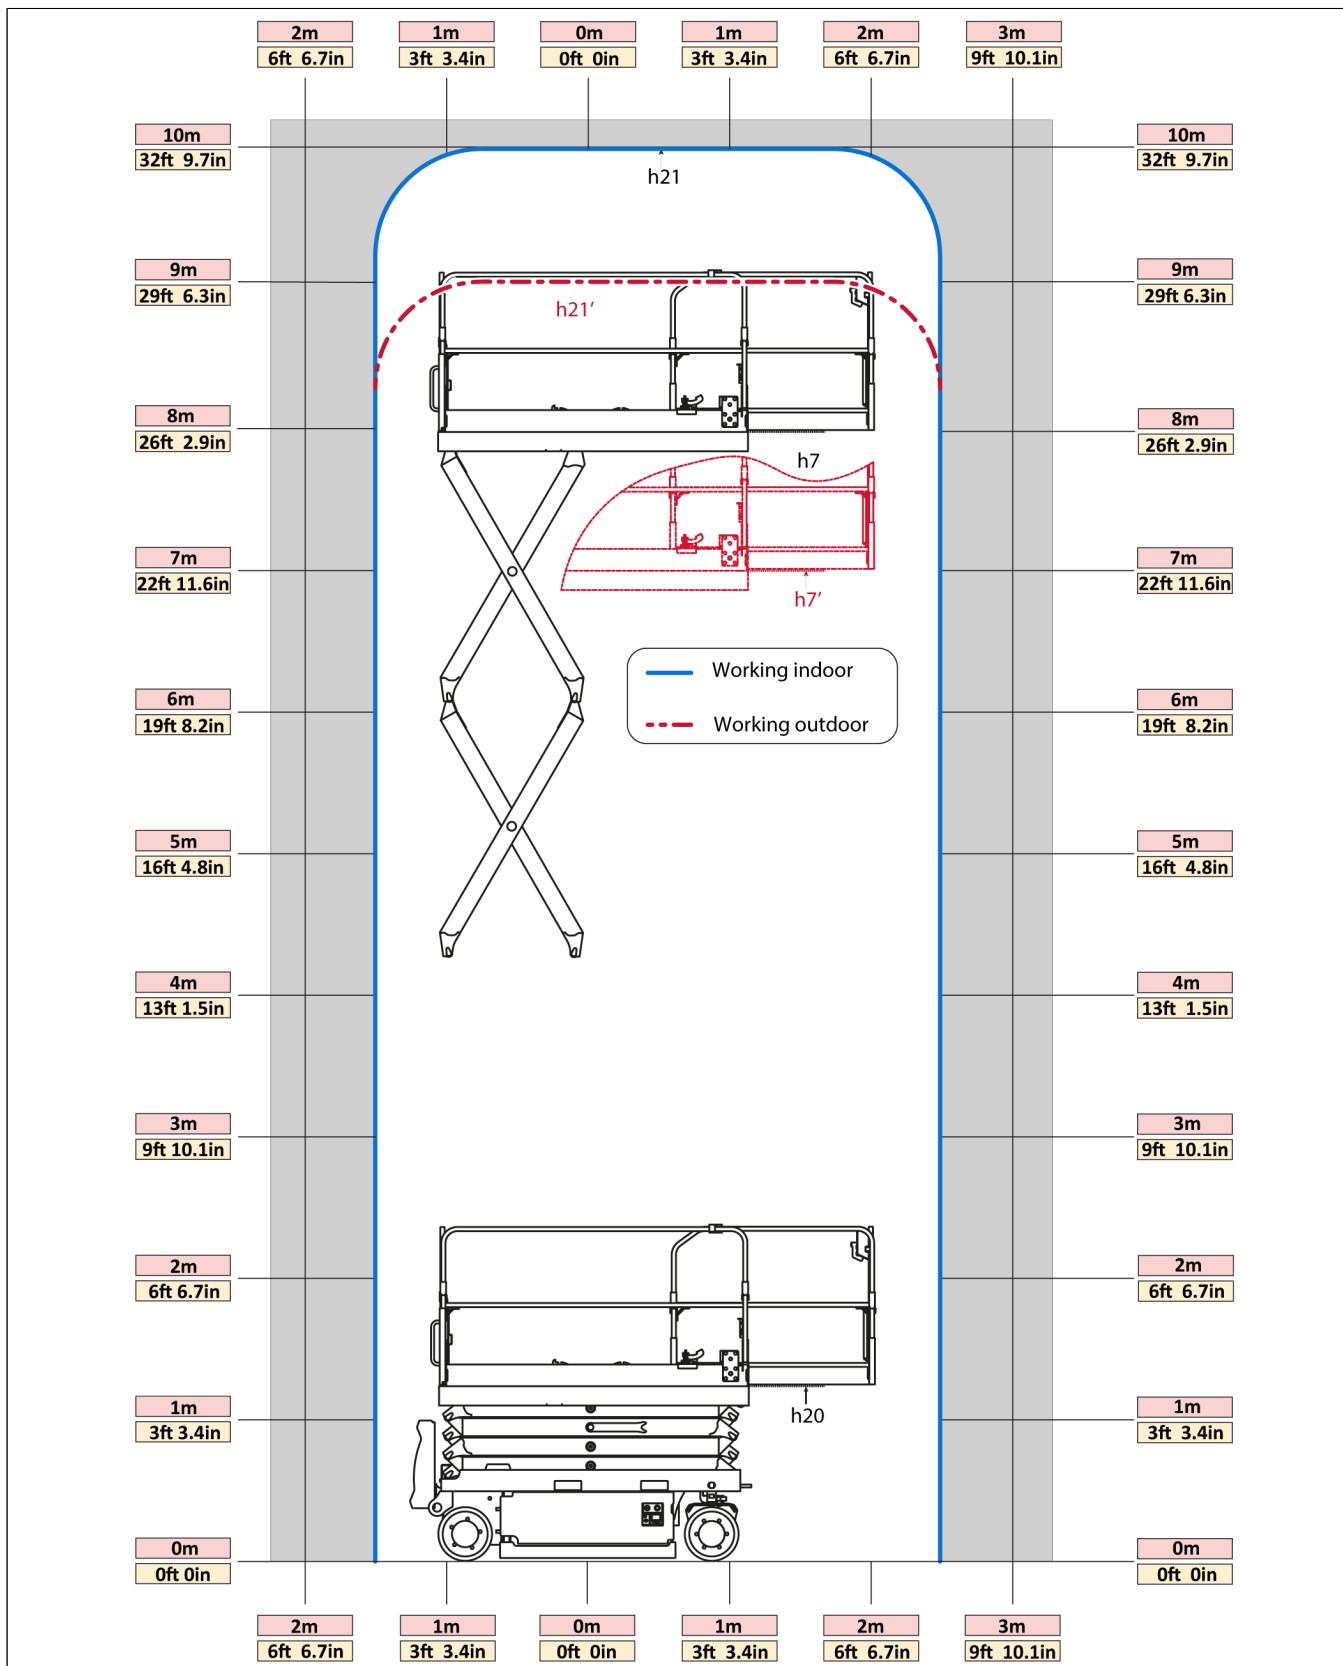 2m 1m 0m 1m 2m 3m
6ft 6.7in 3ft 3.4in 0ft 0in 3ft 3.4in 6ft 6.7in 9ft 10.1in
10m 10m
32ft 9.7in 32ft 9.7in
h21
9m 9m
29ft 6.3in 29ft 6.3in
h21’
8m 8m
26ft 2.9in 26ft 2.9in
h7
7m 7m
22ft 11.6in 22ft 11.6in
h7’
Working indoor
6m 6m
19ft 8.2in 19ft 8.2in
Working outdoor
5m 5m
16ft 4.8in 16ft 4.8in
4m 4m
13ft 1.5in 13ft 1.5in
3m 3m
9ft 10.1in 9ft 10.1in
2m 2m
6ft 6.7in 6ft 6.7in
1m 1m
h20
3ft 3.4in 3ft 3.4in
0m 0m
0ft 0in 0ft 0in
2m 1m 0m 1m 2m 3m
6ft 6.7in 3ft 3.4in 0ft 0in 3ft 3.4in 6ft 6.7in 9ft 10.1in